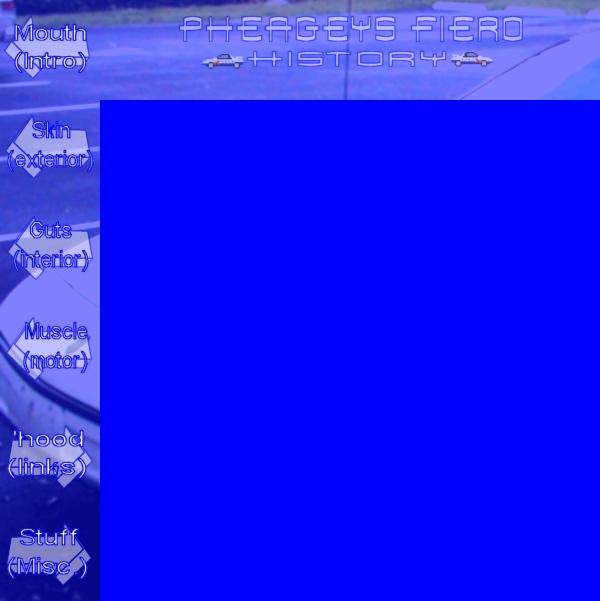 PHEAGEYS FIERO
HISTORY
Mouth
(Intro)
Skin
(exterior)
Guts
(interior)
Muscle
(motor)
'hood
(links)
Stuff
(Misc.)